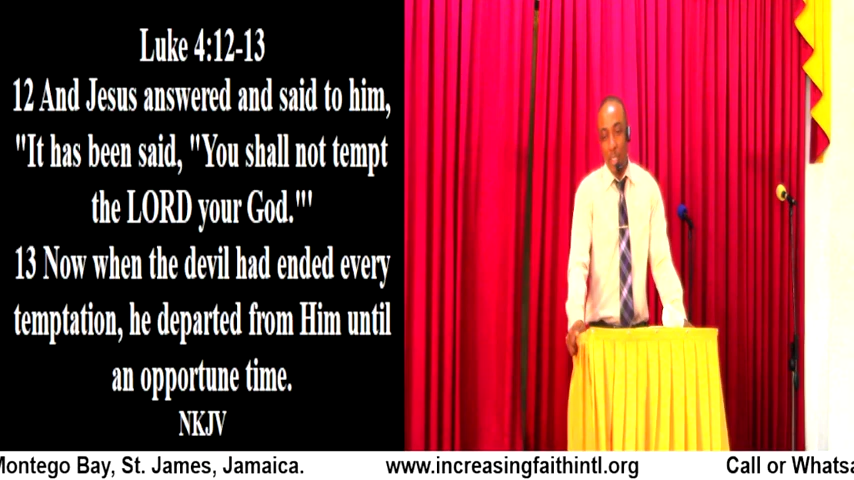 Luke 4:12-13
12 And Jesus answered and said to him,
"It has been said, "You shall not tempt
the LORD your God.'"
13 Now when the devil had ended every
temptation, he departed from Him until
an opportune time.
NKJV
Montego Bay, St. James, Jamaica. www.increasingfaithintl.org Call or Whatsa